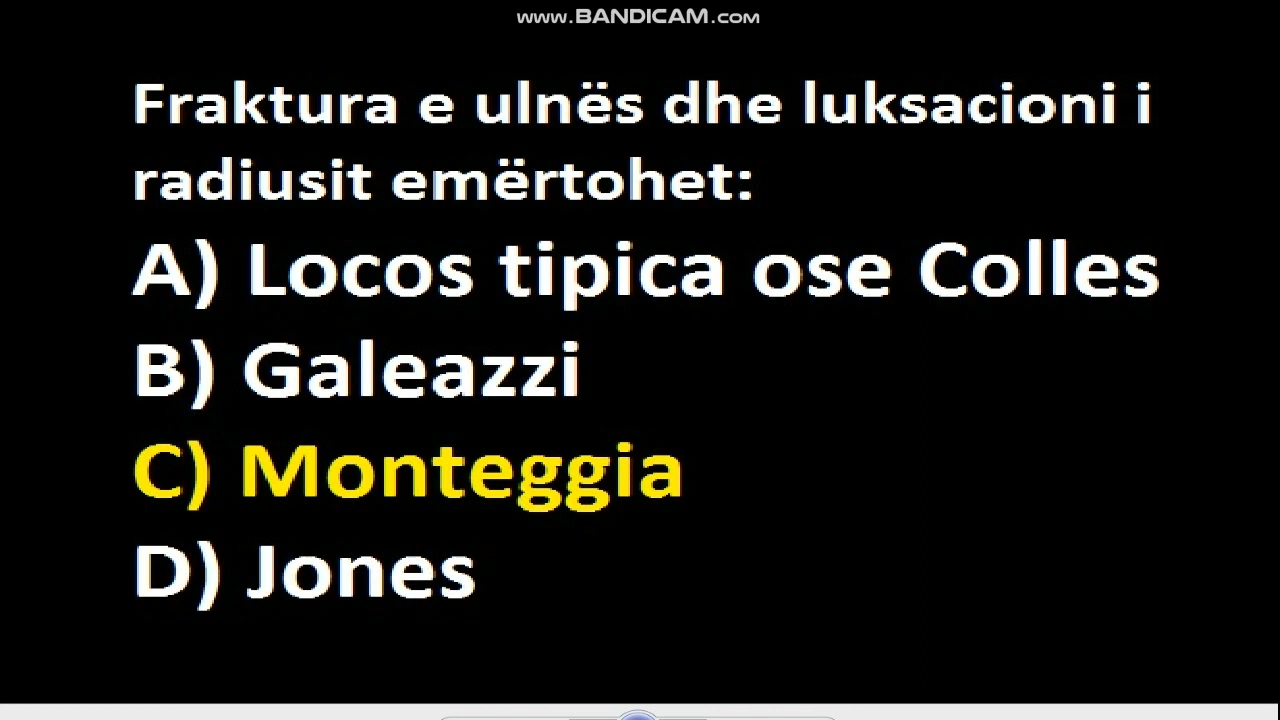 www.BANDICAM.com
Fraktura e ulnës dhe luksacioni i
radiusit emërtohet:
A) Locos tipica ose Colles
B) Galeazzi
C) Monteggia
D) Jones